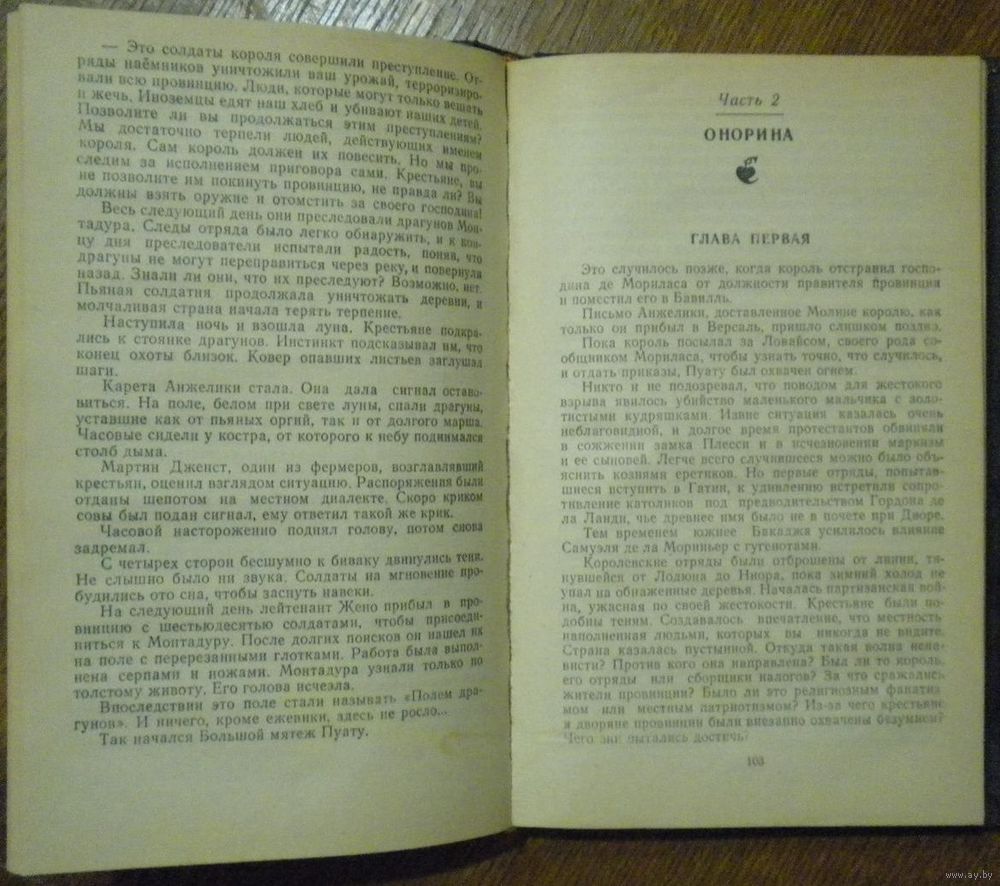 — Это солдаты короля совершили преступление. От-
ряды наёмников уничтожили ваш урожай, терроризиро-
вали всю провинцию. Люди, которые могут только вешать
и жечь. Иноземцы едят наш хлеб и убивают наших детей.
Позволите ли вы продолжаться этим преступлениям?
Мы достаточно терпели людей, действующих именем
короля. Сам король должен их повесить. Но мы про-
следим за исполнением приговора сами. Крестьяне, вы
не позволите им покинуть провинцию, не правда ли? Вы
должны взять оружие и отомстить за своего господина!
Весь следующий день они преследовали драгунов Мон-
тадура. Следы отряда было легко обнаружить, и к кон-
цу дня преследователи испытали радость, поняв, что
драгуны не могут переправиться через реку, и повернула
назад. Знали ли они, что их преследуют? Возможно, нет.
Пьяная солдатня продолжала уничтожать деревни, и
молчаливая страна начала терять терпение.
Наступила ночь и взошла луна. Крестьяне подкра-
лись к стоянке драгунов. Инстинкт подсказывал им, что
конец охоты близок. Ковер опавших листьев заглушал
шаги.
Карета Анжелики стала. Она дала сигнал остано-
виться. На поле, белом при свете луны, спали драгуны,
уставшие как от пьяных оргий, так и от долгого марша.
Часовые сидели у костра, от которого к небу поднимался
столб дыма.
Мартин Дженст, один из фермеров, возглавлявший
крестьян, оценил взглядом ситуацию. Распоряжения были
отданы шепотом на местном диалекте. Скоро криком
совы был подан сигнал, ему ответил такой же крик.
Часовой настороженно поднял голову, потом снова
задремал.
С четырех сторон бесшумно к биваку двинулись тени.
Не слышно было ни звука. Солдаты на мгновение про-
будились ото сна, чтобы заснуть навеки.
На следующий день лейтенант Жено прибыл в про-
винцию с шестьюдесятью солдатами, чтобы присоеди-
ниться к Монтадуру. После долгих поисков он нашел их
на поле с перерезанными глотками. Работа была выпол-
нена серпами и ножами. Монтадура узнали только по
толстому животу. Его голова исчезла.
Впоследствии это поле стали называть «Полем дра-
гунов». И ничего, кроме ежевики, здесь не росло...
Так начался Большой мятеж Пуату.
Часть 2
ОНОРИНА
ГЛАВА ПЕРВАЯ
Это случилось позже, когда король отстранил госпо-
дина де Мориласа от должности правителя провинции
и поместил его в Бавилль.
Письмо Анжелики, доставленное Молине королю, как
только он прибыл в Версаль, пришло слишком поздно.
Пока король посылал за Ловайсом, своего рода со-
общником Мориласа, чтобы узнать точно, что случилось,
и отдать приказы, Пуату был охвачен огнем.
Никто и не подозревал, что поводом для жестокого
взрыва явилось убийство маленького мальчика с золо-
тистыми кудряшками. Извне ситуация казалась очень
неблаговидной, и долгое время протестантов обвиняли
в сожжении замка Плесси и в исчезновении маркизы
и ее сыновей. Легче всего случившееся можно было объ-
яснить кознями еретиков. Но первые отряды, попытав-
шиеся вступить в Гатин, к удивлению встретили сопро-
тивление католиков под предводительством Гордона де
ла Ланди, чье древнее имя было не в почете при Дворе.
Тем временем южнее Бакаджа усилилось влияние
Самуэля де ла Мориньер с гугенотами.
Королевские отряды были отброшены от линии, тя-
нувшейся от Лодюна до Ниора, пока зимний холод не
упал на обнаженные деревья. Началась партизанская вой-
на, ужасная по своей жестокости. Крестьяне были по-
добны теням. Создавалось впечатление, что местность
наполненная людьми, которых вы никогда не видите.
Страна казалась пустынной. Откуда такая волна нена-
висти? Против кого она направлена? Был ли то король,
его отряды или сборщики налогов? За что сражались
жители провинции? Было ли это религиозным фанатиз-
мом или местным патриотизмом? Из-за чего крестьяне
и дворяне провинции были внезапно охвачены безумием?
Чего они пытались достичь?
103
www.ay.by